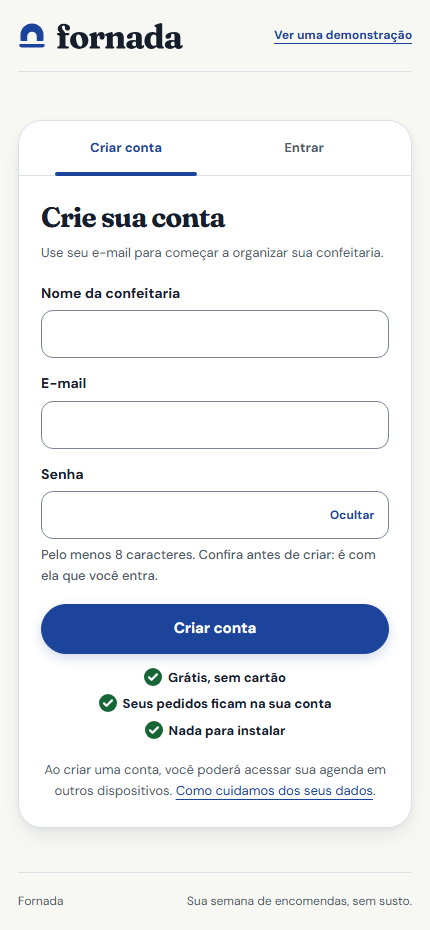 fornada
Ver uma demonstração
Criar conta
Entrar
Crie sua conta
Use seu e-mail para começar a organizar sua confeitaria.
Nome da confeitaria
E-mail
Senha
Ocultar
Pelo menos 8 caracteres. Confira antes de criar: é com
ela que você entra.
Criar conta
Grátis, sem cartão
Seus pedidos ficam na sua conta
Nada para instalar
Ao criar uma conta, você poderá acessar sua agenda em
outros dispositivos. Como cuidamos dos seus dados.
Fornada
Sua semana de encomendas, sem susto.